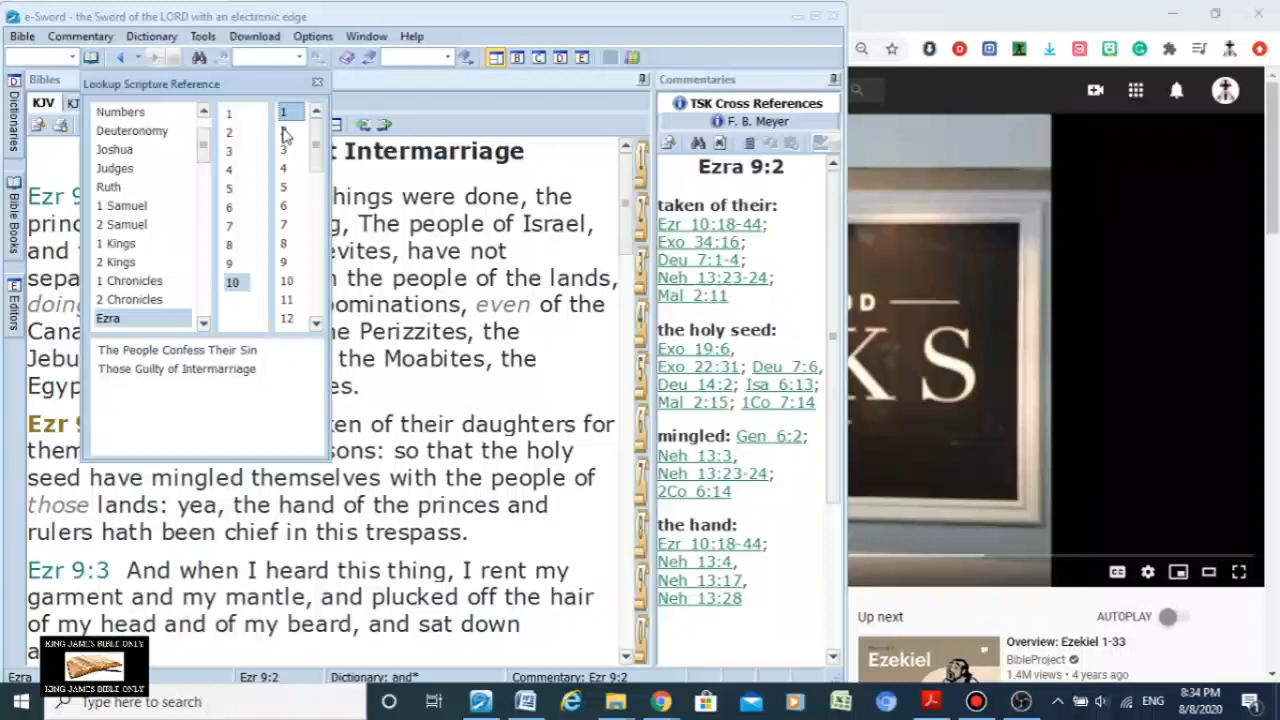 e-Sword - the Sword of the LORD with an electronic edge
Bible Commentary Dictionary Tools Download Options Window Help
B C D E
Dictionaries
Bible Books
Editors
Bibles
KJV
Lookup Scripture Reference
Numbers
Deuteronomy
Joshua
Judges
Ruth
1 Samuel
2 Samuel
1 Kings
2 Kings
1 Chronicles
2 Chronicles
Ezra
1
2
3
4
5
6
7
8
9
10
1
3
4
5
6
7
8
9
10
11
12
The People Confess Their Sin
Those Guilty of Intermarriage
t Intermarriage
Ezr 9 hings were done, the
princ g, The people of Israel,
and evites, have not
sepa n the people of the lands,
doing ominations, even of the
Cana ne Perizzites, the
Jebu the Moabites, the
Egyp es.
Ezr 9 en of their daughters for
them sons: so that the holy
seed have mingled themselves with the people of
those lands: yea, the hand of the princes and
rulers hath been chief in this trespass.
Ezr 9:3 And when I heard this thing, I rent my
garment and my mantle, and plucked off the hair
of my head and of my beard, and sat down
Commentaries
TSK Cross References
F. B. Meyer
Ezra 9:2
taken of their:
Ezr 10:18-44;
Exo 34:16;
Deu 7:1-4;
Neh 13:23-24;
Mal 2:11
the holy seed:
Exo 19:6,
Exo 22:31; Deu 7:6,
Deu 14:2; Isa 6:13;
Mal 2:15; 1Co 7:14
mingled: Gen 6:2;
Neh 13:3,
Neh 13:23-24;
2Co 6:14
the hand:
Ezr 10:18-44;
Neh 13:4,
Neh 13:17,
Neh 13:28
OD
KS
CC
Up next
AUTOPLAY
Ezekiel
Overview: Ezekiel 1-33
BibleProject
1.4M views • 4 years ago
KING JAMES BIBLE ONLY
KING JAMES BIBLE ONLY
Ezra
Ezr 9:2
Dictionary: and*
Commentary: Ezr 9:2
Type here to search
ENG
8:34 PM
8/8/2020